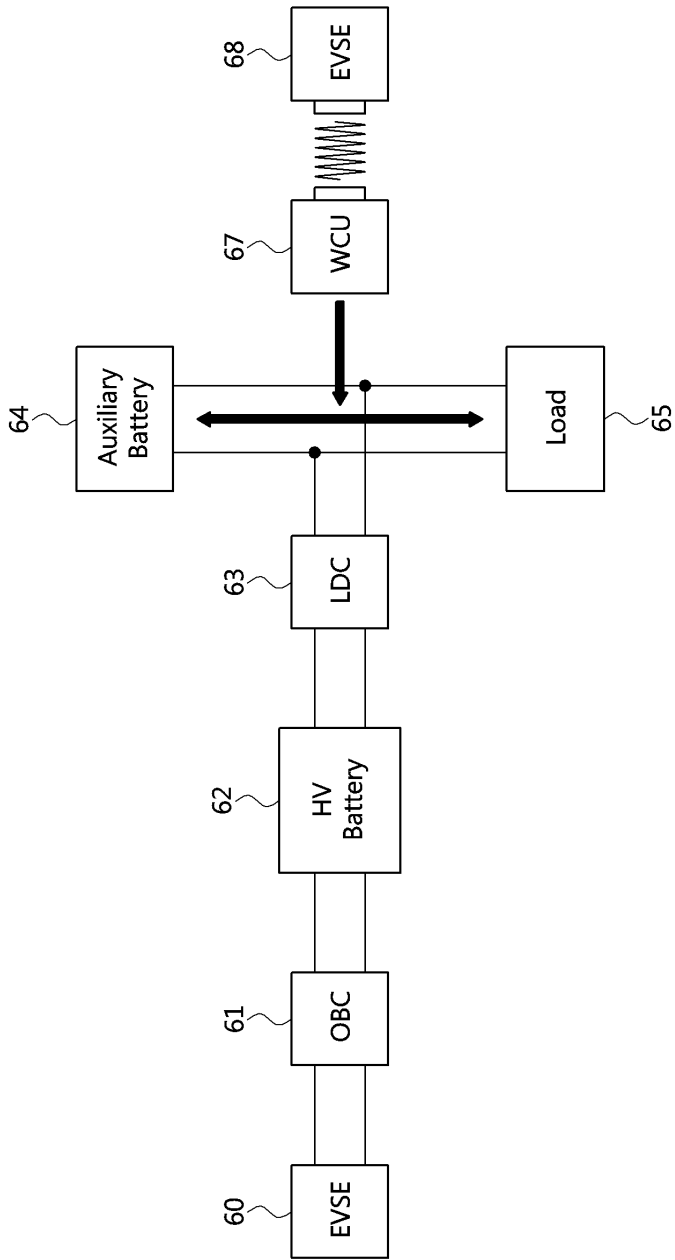 64
Auxiliary
Battery
60
61
62
63
67
68
EVSE
OBC
HV
Battery
LDC
WCU
EVSE
Load
65